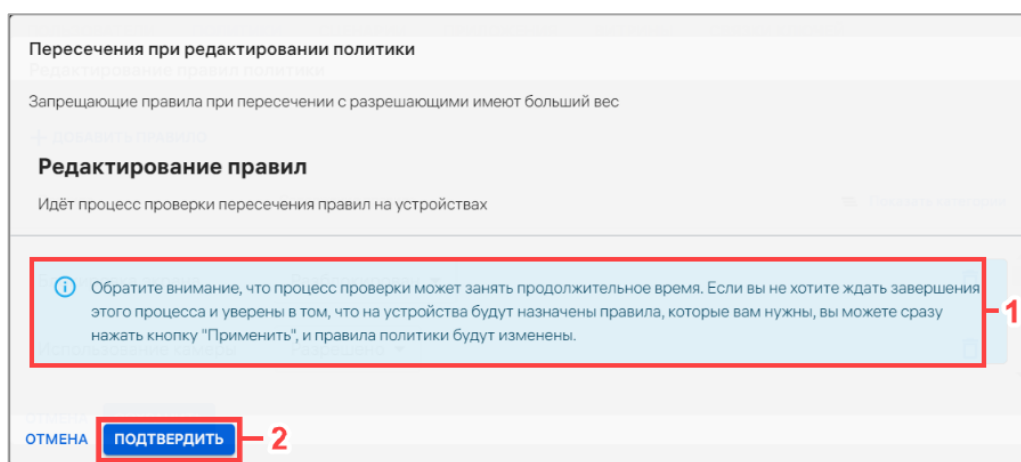 Пересечения при редактировании политики
Редактирование правил политики
Запрещающие правила при пересечении с разрешающими имеют больший вес
Редактирование правил
Идёт процесс проверки пересечения правил на устройствах
Обратите внимание, что процесс проверки может занять продолжительное время. Если вы не хотите ждать завершения
этого процесса и уверены в том, что на устройства будут назначены правила, которые вам нужны, вы можете сразу
нажать кнопку "Применить", и правила политики будут изменены.
1
ОТМЕНА ПОДТВЕРДИТЬ 2